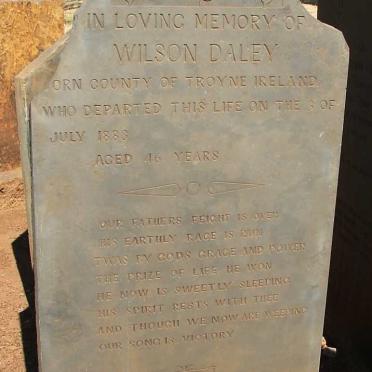 IN LOVING MEMORY OF
WILSON DALEY
ORN COUNTY OF TROYNE IRELAND
WHO DEPARTED THIS LIFE ON THE 3 OF
JULY 1883
AGED 46 YEARS
OUR FATHERS FEIGHT IS OVER
HIS EARTHLY RACE IS RUN
TWAS BY GODS GRACE AND POWER
THE PRIZE OF LIFE HE WON
HE NOW IS SWEETLY SLEEPING
HIS SPIRIT RESTS WITH THEE
AND THOUGH WE NOW ARE WEEPING
OUR SONG IS VICTORY